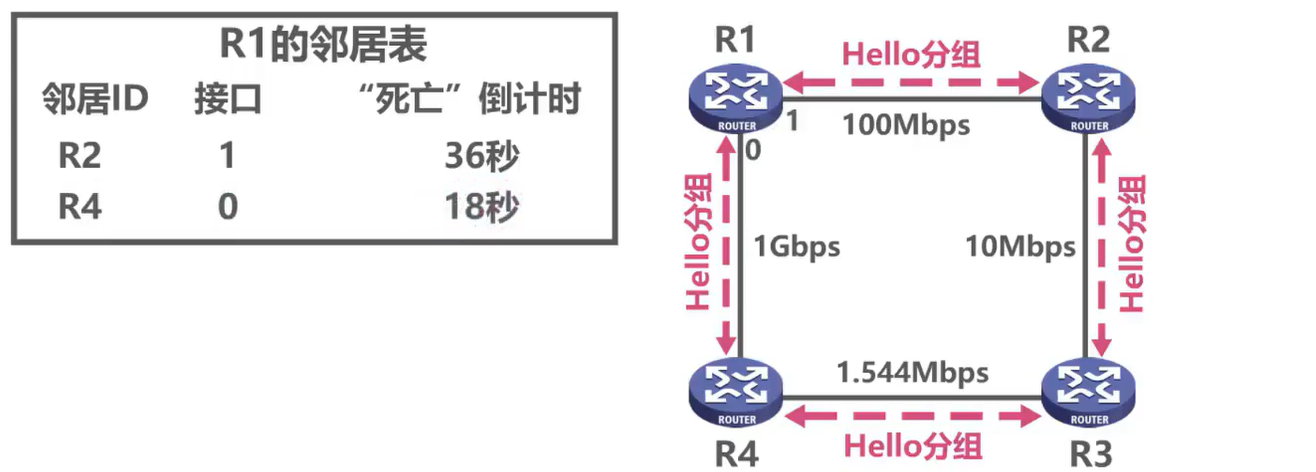 R1的邻居表
邻居ID 接口 “死亡”倒计时
R2 1 36秒
R4 0 18秒
R1
Hello分组
R2
ROUTER
1
100Mbps
ROUTER
0
Hello分组
1Gbps
10Mbps
Hello分组
1.544Mbps
ROUTER
ROUTER
R4
Hello分组
R3